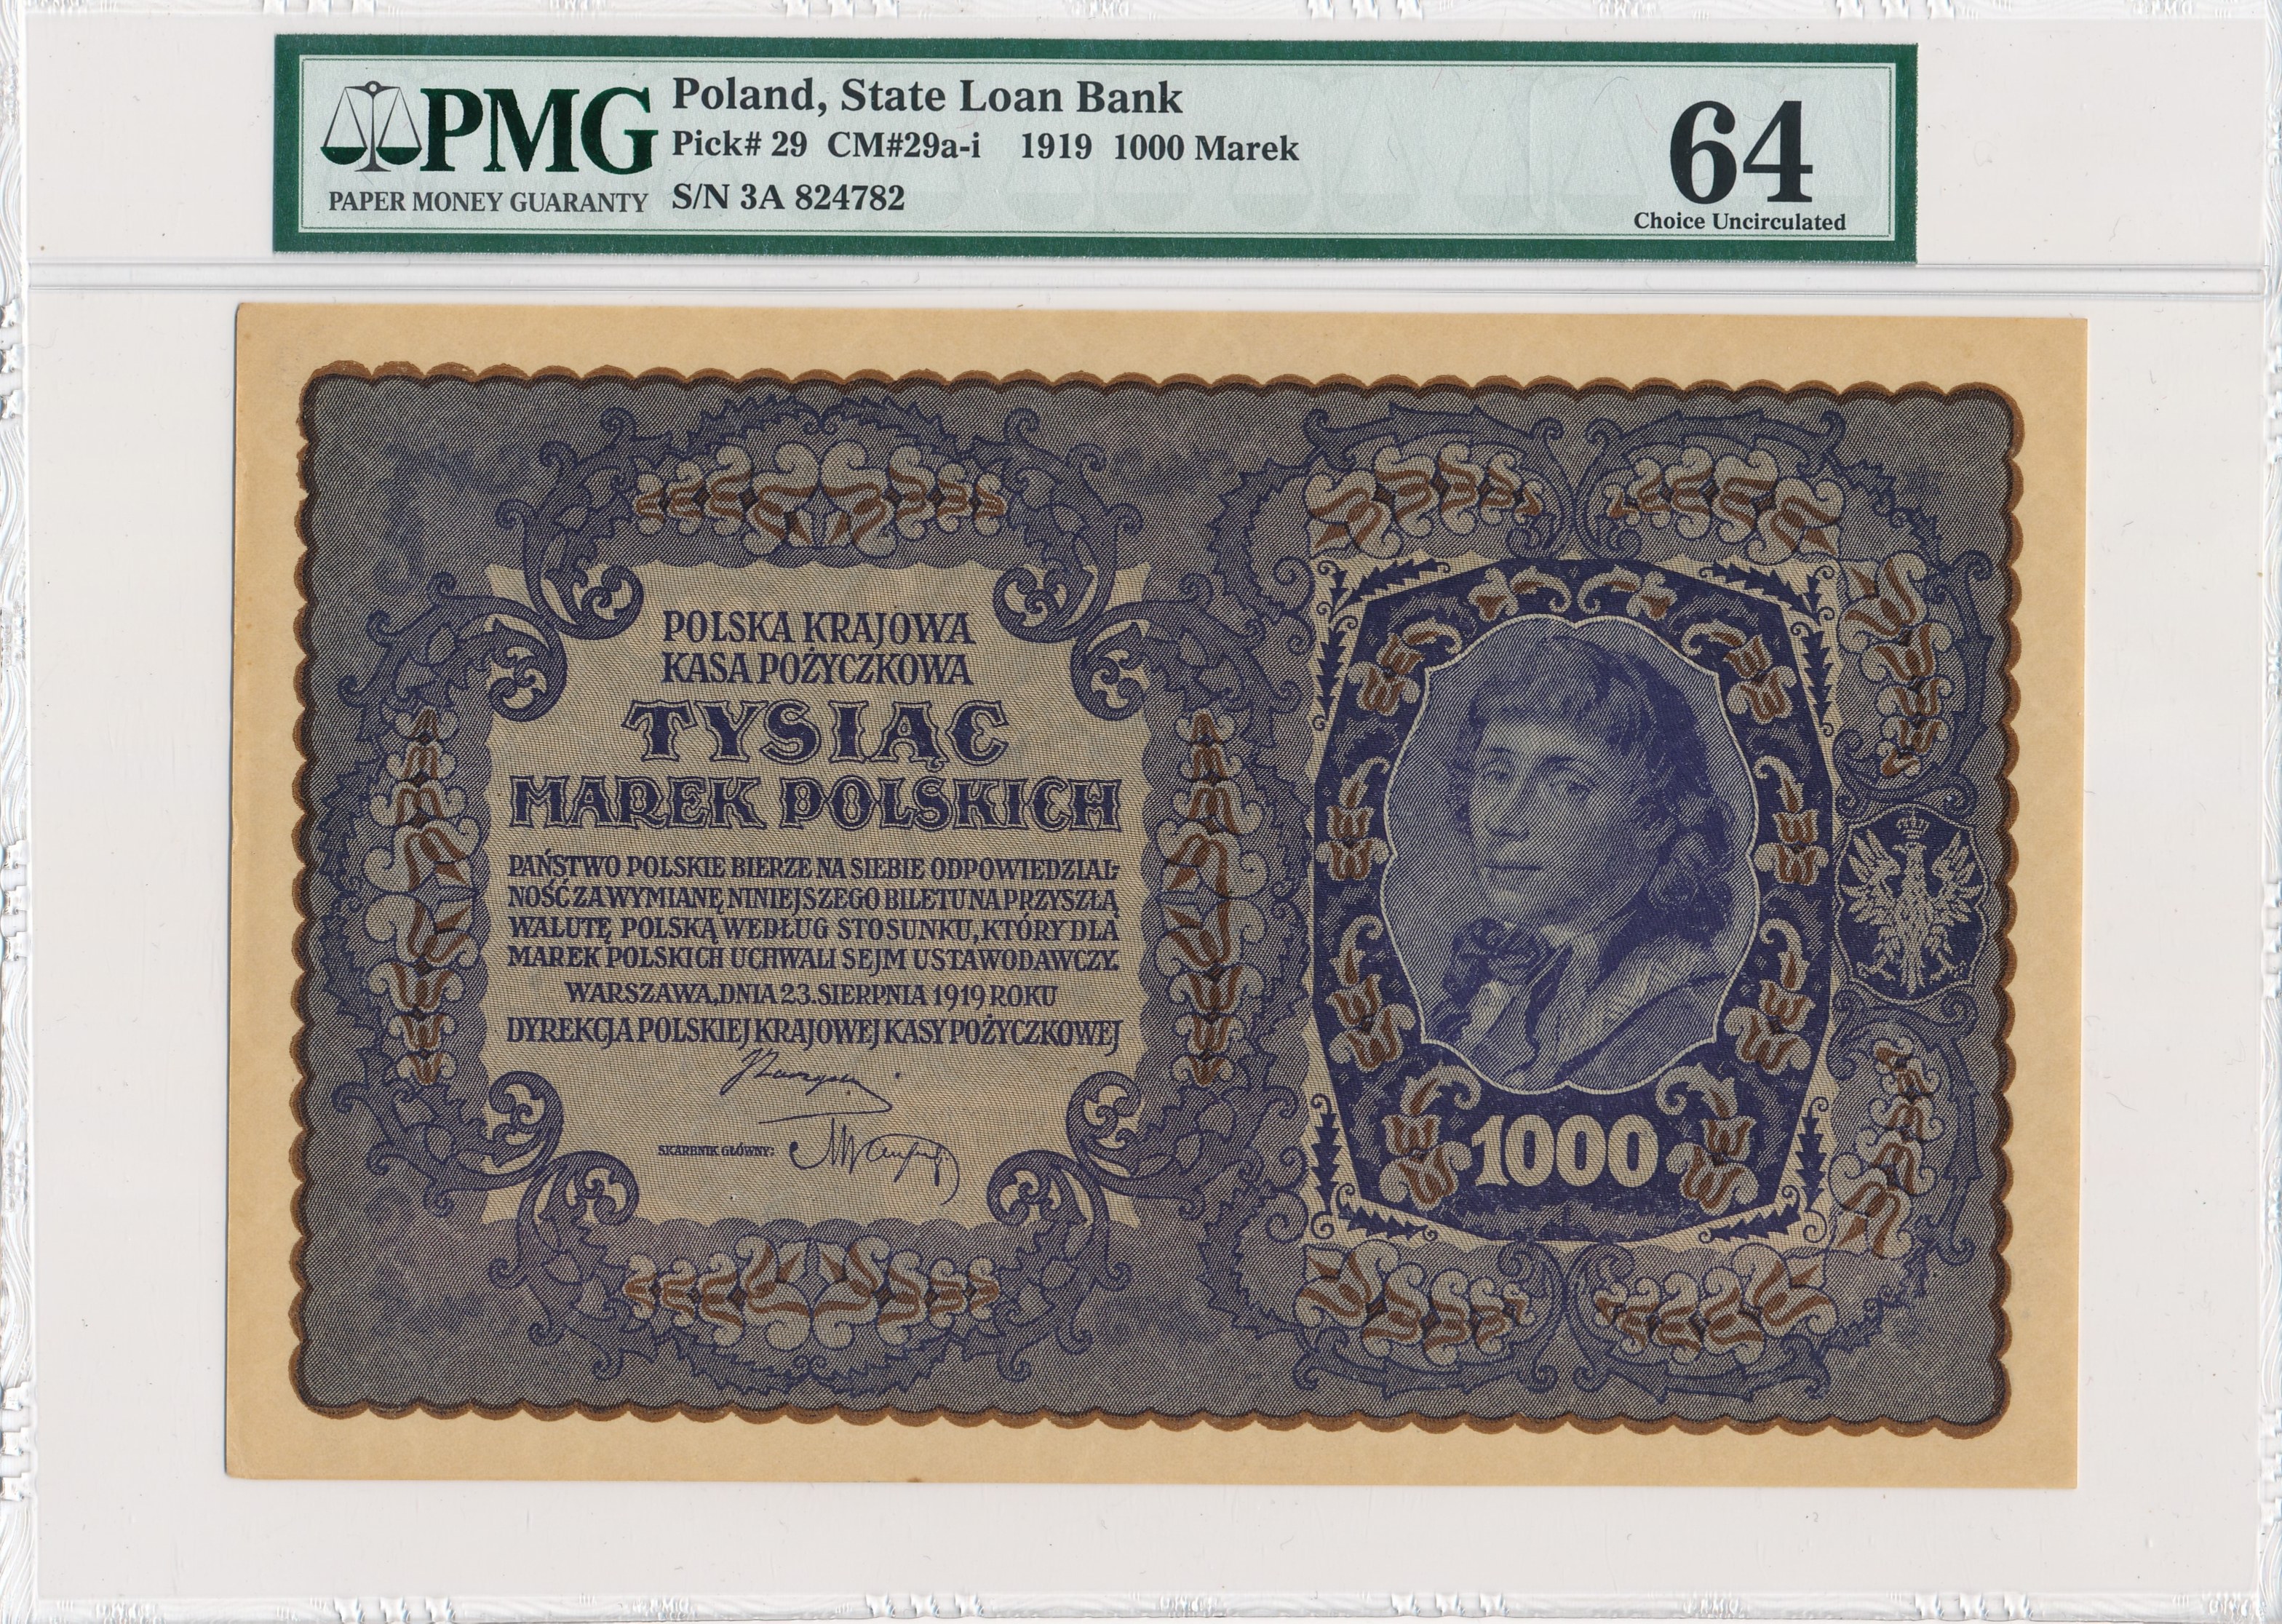 PMG
PAPER MONEY GUARANTY
Poland, State Loan Bank
Pick# 29 CM#29a-i 1919 1000 Marek
S/N 3A 824782
64
Choice Uncirculated
POLSKA KRAJOWA
KASA POŻYCZKOWA
TYSIĄC
MAREK POLSKICH
PAŃSTWO POLSKIE BIERZE NA SIEBIE ODPOWIEDZIAL-
NOŚĆ ZA WYMIANĘ NINIEJSZEGO BILETU NA PRZYSZŁĄ
WALUTĘ POLSKĄ WEDŁUG STOSUNKU, KTÓRY DLA
MAREK POLSKICH UCHWALI SEJM USTAWODAWCZY.
WARSZAWA, DNIA 23. SIERPNIA 1919 ROKU
DYREKCJA POLSKIEJ KRAJOWEJ KASY POŻYCZKOWEJ
SKARBNIK GŁÓWNY:
1000